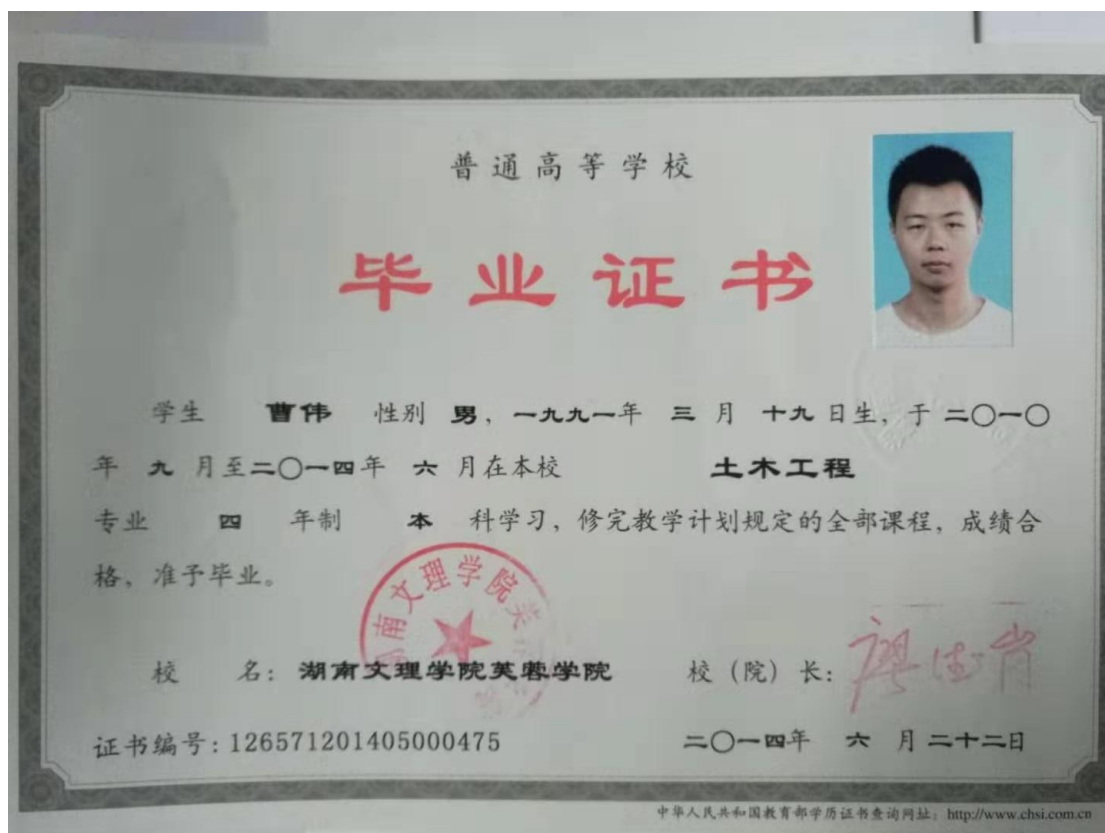 普通高等学校
毕业证书
学生 曹伟 性别 男，一九九一年 三 月 十九 日生，于 二〇一〇
年 九 月至二〇一四年 六 月在本校 土木工程
专业 四 年制 本 科学习，修完教学计划规定的全部课程，成绩合
格，准予毕业。
湖南文理学院芙
校 名：湖南文理学院芙蓉学院 校（院）长：
证书编号：126571201405000475 二〇一四年 六 月 二十二日
中华人民共和国教育部学历证书查询网址：http://www.chsi.com.cn